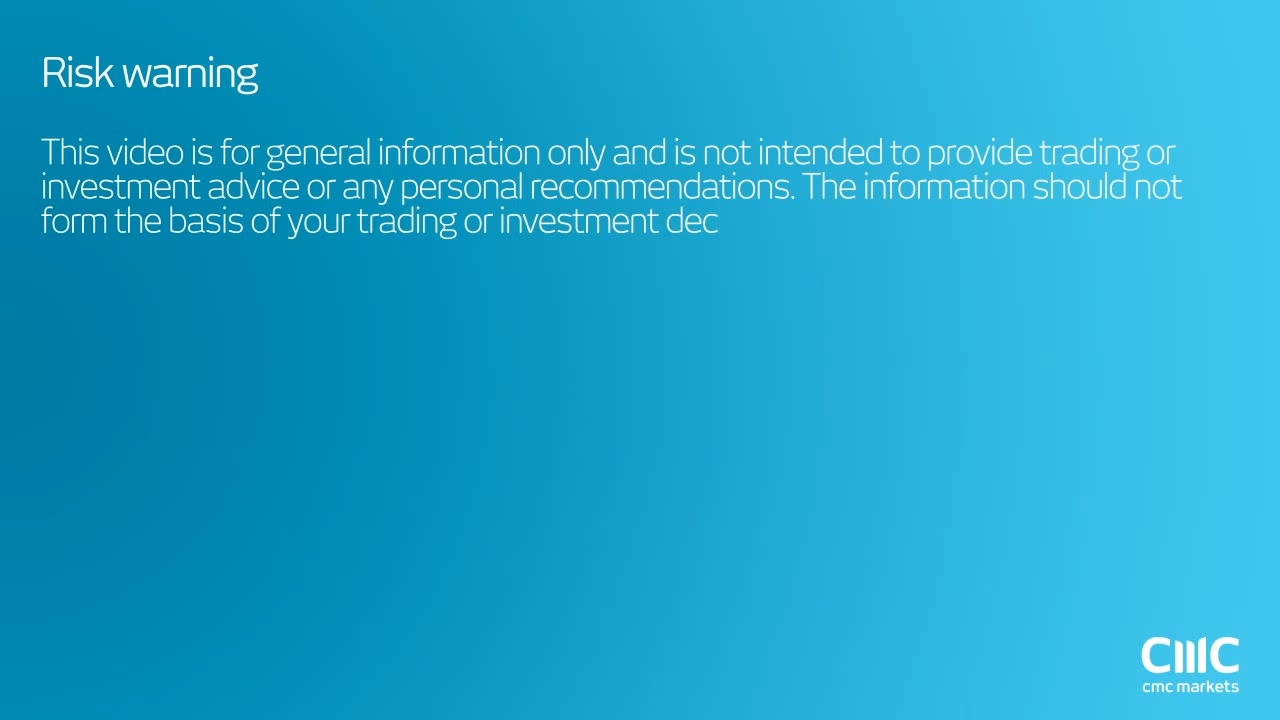 Risk warning
This video is for general information only and is not intended to provide trading or
investment advice or any personal recommendations. The information should not
form the basis of your trading or investment dec
CMC
cmc markets